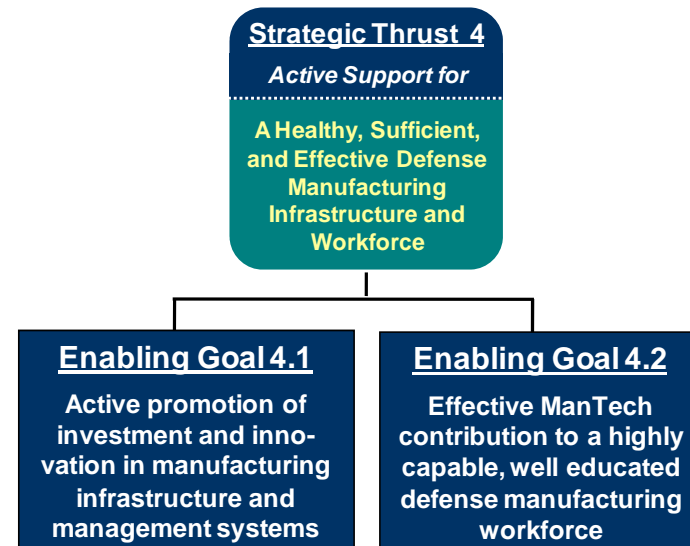 Strategic Thrust 4
Active Support for
A Healthy, Sufficient,
and Effective Defense
Manufacturing
Infrastructure and
Workforce
Enabling Goal 4.1
Active promotion of
investment and inno-
vation in manufacturing
infrastructure and
management systems
Enabling Goal 4.2
Effective ManTech
contribution to a highly
capable, well educated
defense manufacturing
workforce